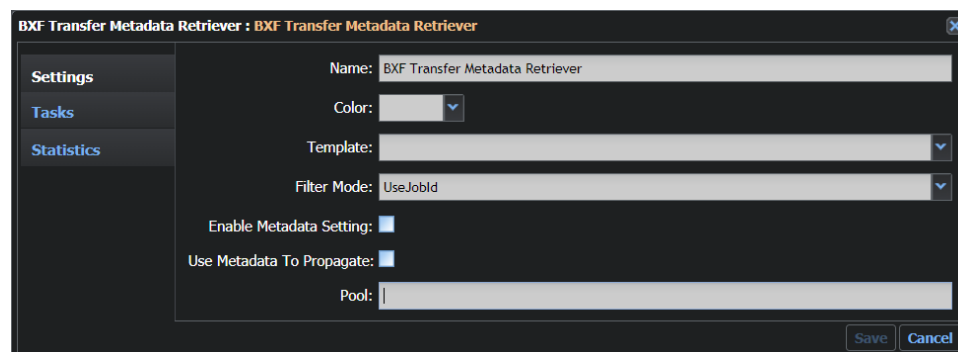 BXF Transfer Metadata Retriever : BXF Transfer Metadata Retriever
Settings
Tasks
Statistics
Name: BXF Transfer Metadata Retriever
Color:
Template:
Filter Mode: UseJobId
Enable Metadata Setting:
Use Metadata To Propagate:
Pool:
Save Cancel